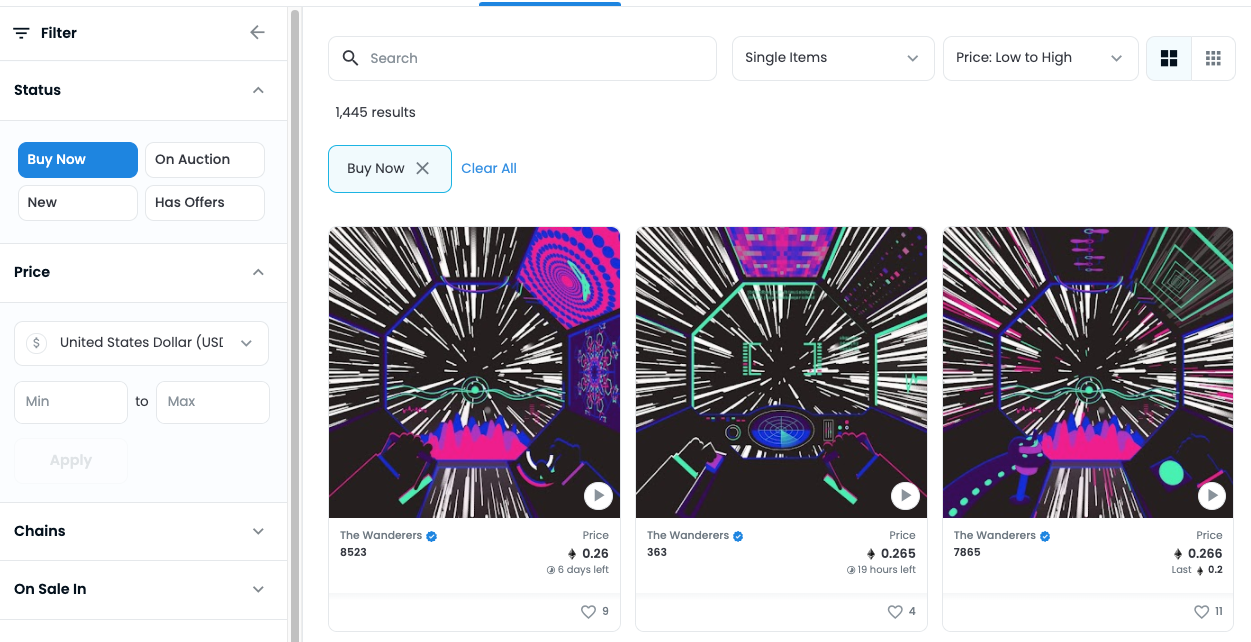 Filter
Status
Buy Now
On Auction
New
Has Offers
Price
$ United States Dollar (USD
Min to Max
Apply
Chains
On Sale In
Search
Single Items
Price: Low to High
1,445 results
Buy Now
Clear All
The Wanderers
8523
Price
0.26
6 days left
9
The Wanderers
363
Price
0.265
19 hours left
4
The Wanderers
7865
Price
0.266
Last 0.2
11